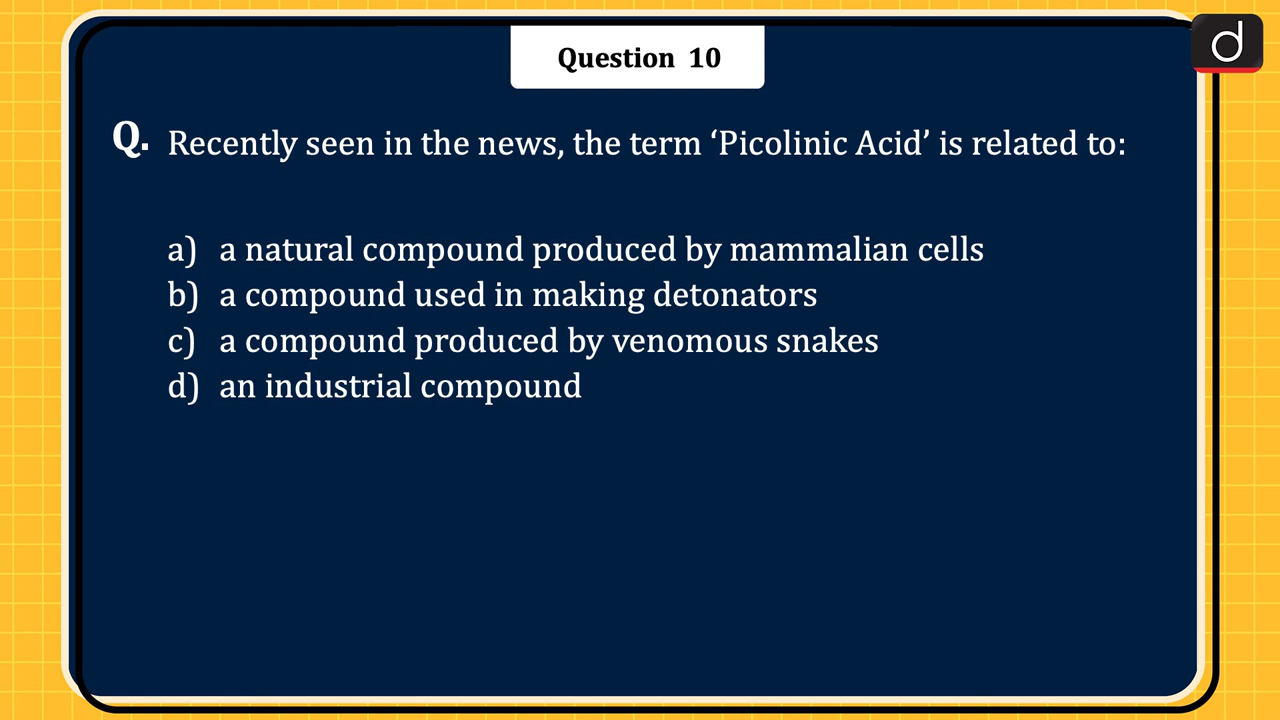 Question 10
Q. Recently seen in the news, the term ‘Picolinic Acid’ is related to:
a) a natural compound produced by mammalian cells
b) a compound used in making detonators
c) a compound produced by venomous snakes
d) an industrial compound
d